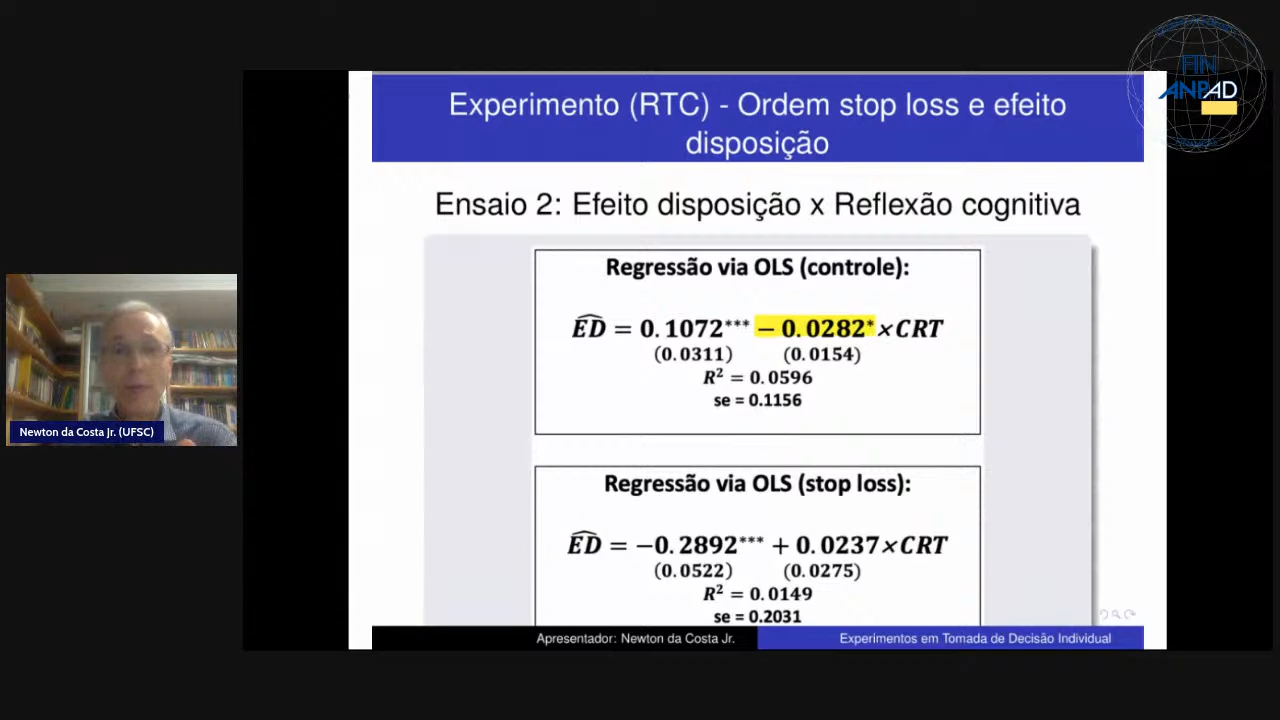 FIN
ANPAD
Experimento (RTC) - Ordem stop loss e efeito
disposição
Ensaio 2: Efeito disposição x Reflexão cognitiva
Regressão via OLS (controle):
ÊD = 0.1072*** − 0.0282* ×CRT
(0.0311) (0.0154)
R² = 0.0596
se = 0.1156
Newton da Costa Jr. (UFSC)
Regressão via OLS (stop loss):
ÊD = −0.2892*** + 0.0237×CRT
(0.0522) (0.0275)
R² = 0.0149
se = 0.2031
Apresentador: Newton da Costa Jr. Experimentos em Tomada de Decisão Individual